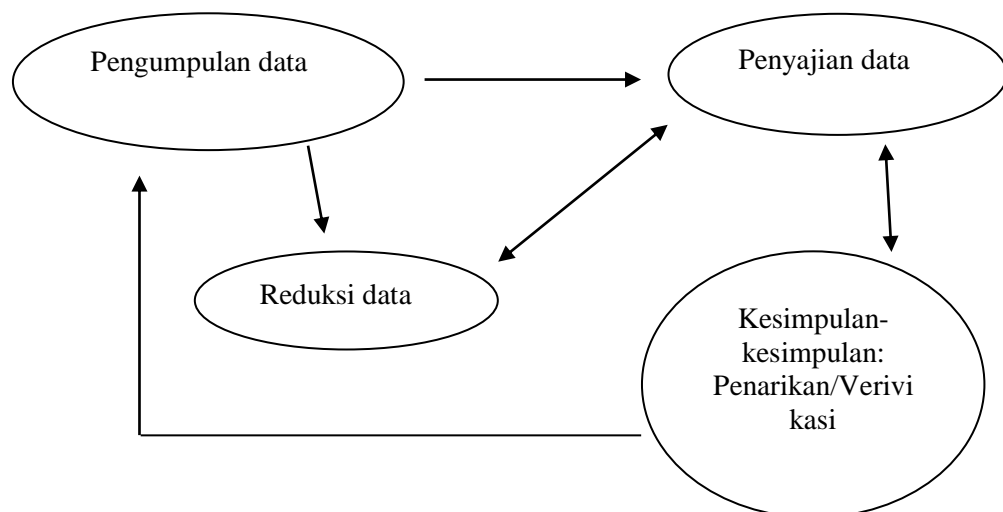 Pengumpulan data
Penyajian data
Reduksi data
Kesimpulan-
kesimpulan:
Penarikan/Verivi
kasi